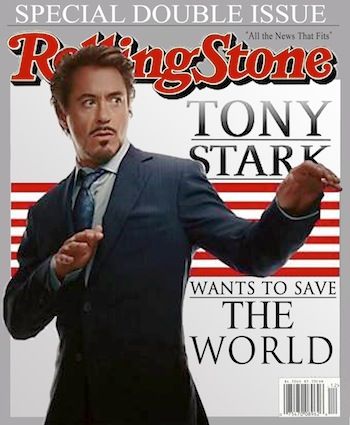 SPECIAL DOUBLE ISSUE
"All the News That Fits"
RollingStone
TONY
STARK
WANTS TO SAVE
THE
WORLD